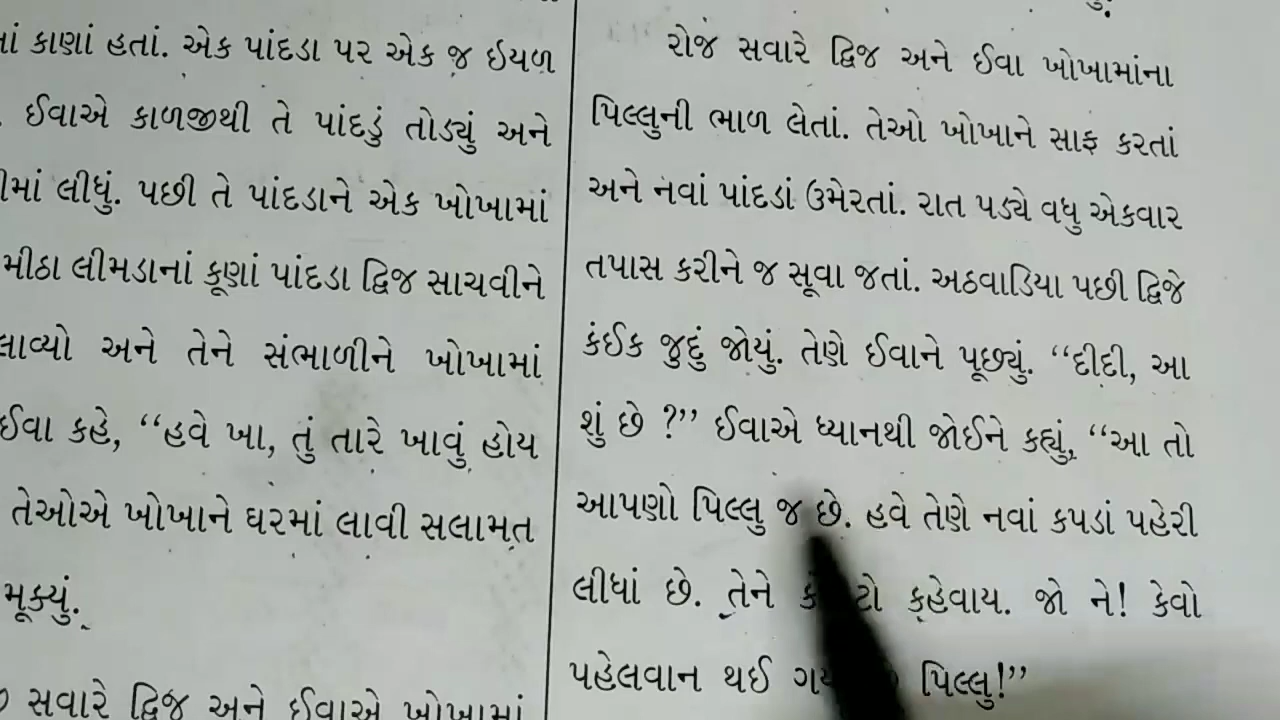 કાણાં હતાં. એક પાંદડા પર એક જ ઇયળ
ઈવાએ કાળજીથી તે પાંદડું તોડ્યું અને
લીધું. પછી તે પાંદડાને એક ખોખામાં
મીઠા લીમડાનાં કૂણાં પાંદડા દ્વિજ સાચવીને
લાવ્યો અને તેને સંભાળીને ખોખામાં
ઈવા કહે, “હવે ખા, તું તારે ખાવું હોય
તેઓએ ખોખાને ઘરમાં લાવી સલામત
મૂક્યું.
સવારે દ્વિજ અને ઈવાએ ખોખામાં
રોજ સવારે દ્વિજ અને ઈવા ખોખામાંના
પિલ્લુની ભાળ લેતાં. તેઓ ખોખાને સાફ કરતાં
અને નવાં પાંદડાં ઉમેરતાં. રાત પડ્યે વધુ એકવાર
તપાસ કરીને જ સૂવા જતાં. અઠવાડિયા પછી દ્વિજે
કંઈક જુદું જોયું. તેણે ઈવાને પૂછ્યું. “દીદી, આ
શું છે ?” ઈવાએ ધ્યાનથી જોઈને કહ્યું, “આ તો
આપણો પિલ્લુ જ છે. હવે તેણે નવાં કપડાં પહેરી
લીધાં છે. તેને કહેવાય. જો ને! કેવો
પહેલવાન થઈ પિલ્લુ!”